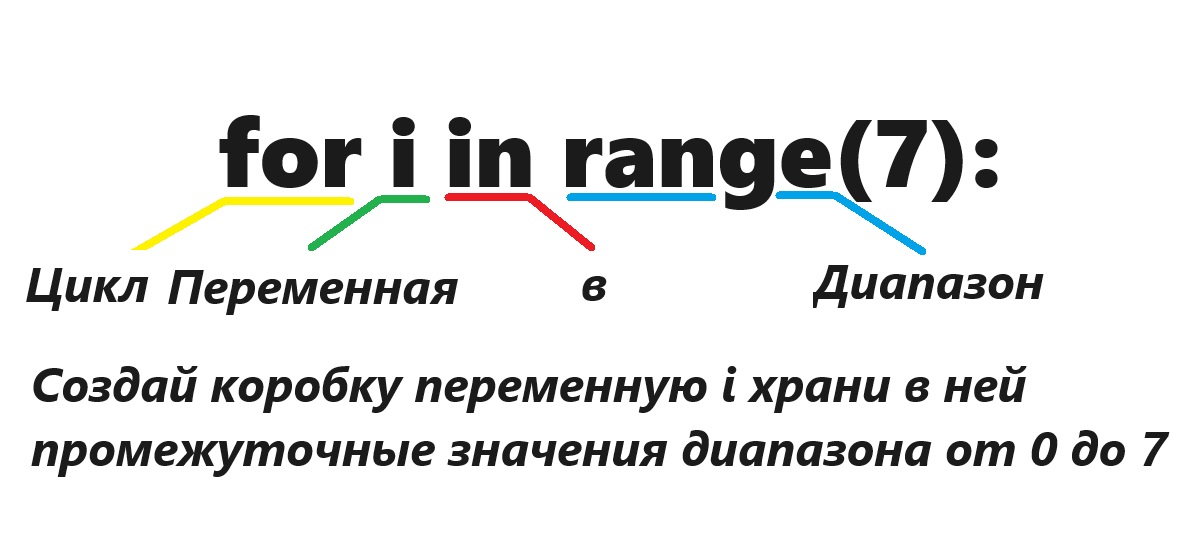 for i in range(7):
Цикл Переменная в Диапазон
Создай коробку переменную i храни в ней
промежуточные значения диапазона от 0 до 7